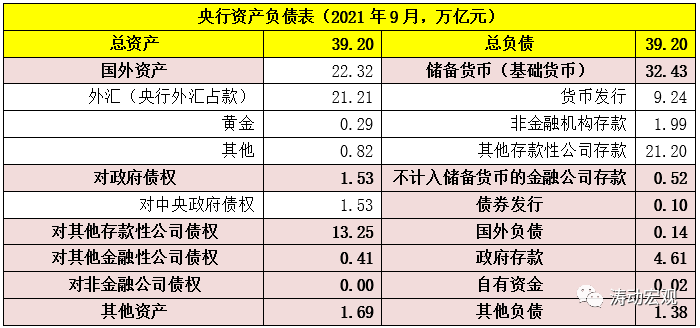 央行资产负债表(2021年9月,万亿元)
总资产 39.20 总负债 39.20
国外资产 22.32 储备货币(基础货币) 32.43
外汇(央行外汇占款) 21.21 货币发行 9.24
黄金 0.29 非金融机构存款 1.99
其他 0.82 其他存款性公司存款 21.20
对政府债权 1.53 不计入储备货币的金融公司存款 0.52
对中央政府债权 1.53 债券发行 0.10
对其他存款性公司债权 13.25 国外负债 0.14
对其他金融性公司债权 0.41 政府存款 4.61
对非金融公司债权 0.00 自有资金 0.02
其他资产 1.69 其他负债 1.38
涛动宏观